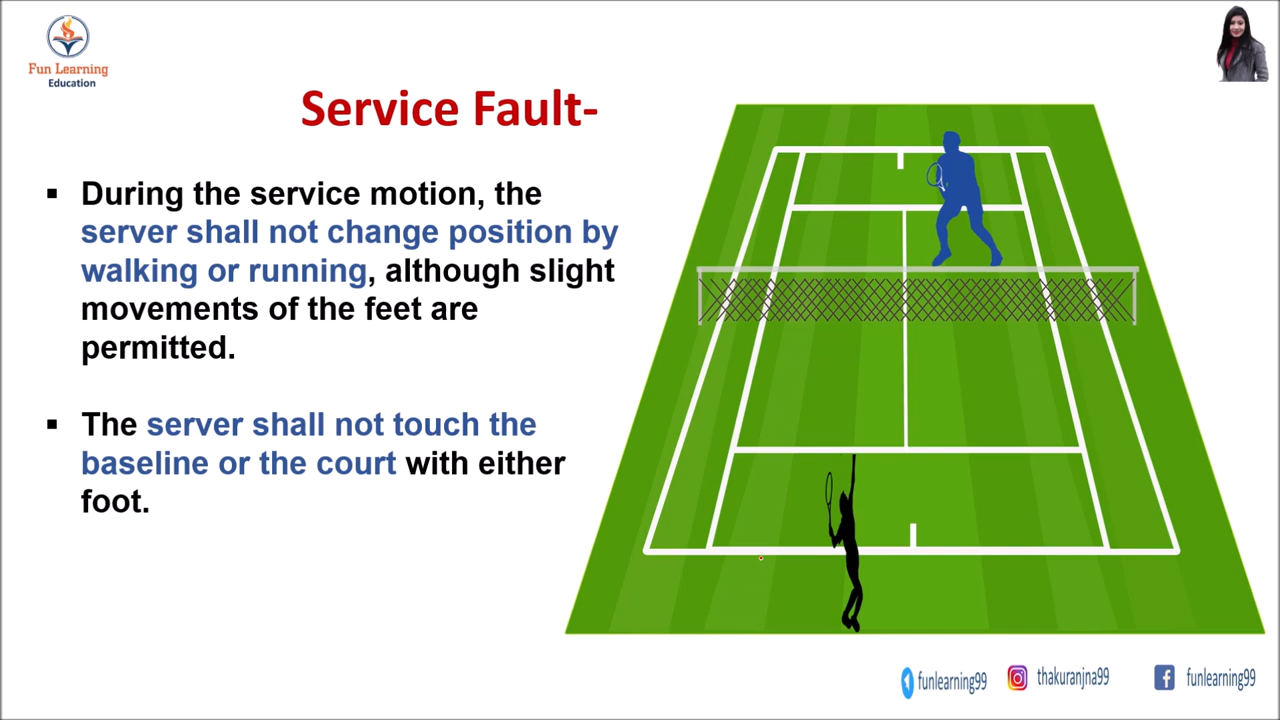 Fun Learning
Education
Service Fault-
▪ During the service motion, the
server shall not change position by
walking or running, although slight
movements of the feet are
permitted.
▪ The server shall not touch the
baseline or the court with either
foot.
funlearning99
thakuranjna99
funlearning99